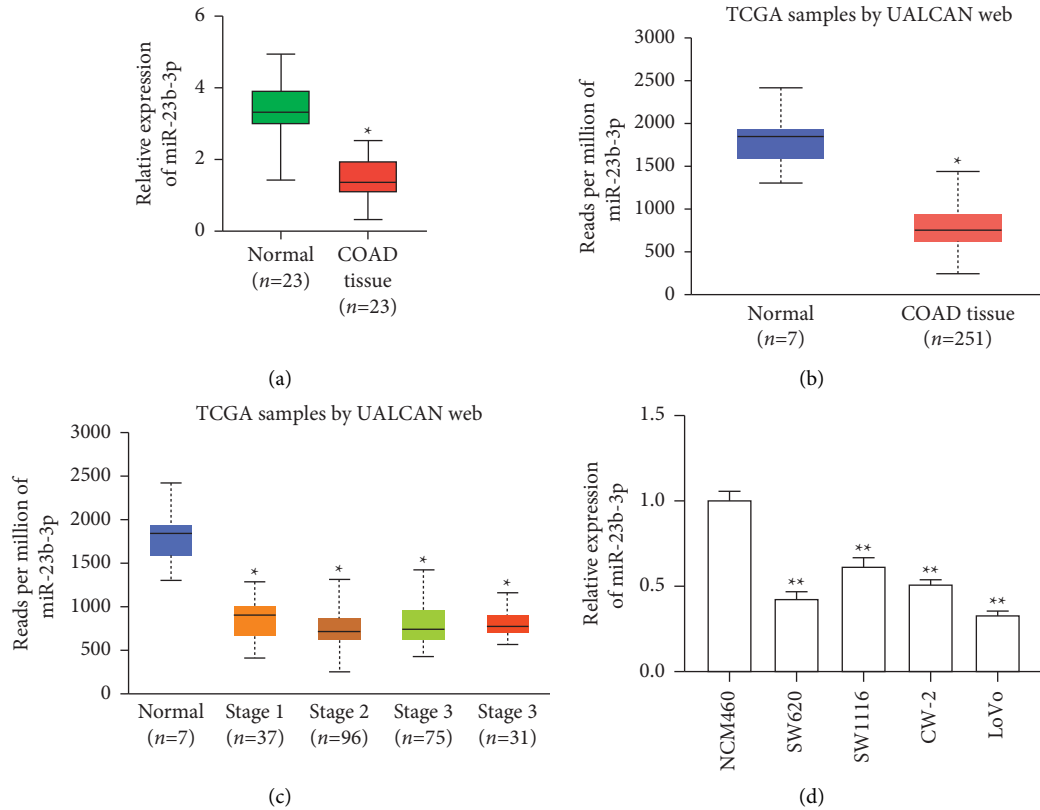 Relative expression
of miR-23b-3p
6
4
2
0
*
Normal
(n=23)
COAD
tissue
(n=23)
(a)
TCGA samples by UALCAN web
Reads per million of
miR-23b-3p
3000
2500
2000
1500
1000
500
0
*
Normal
(n=7)
COAD tissue
(n=251)
(b)
TCGA samples by UALCAN web
Reads per million of
miR-23b-3p
3000
2500
2000
1500
1000
500
0
* * * *
Normal
(n=7)
Stage 1
(n=37)
Stage 2
(n=96)
Stage 3
(n=75)
Stage 3
(n=31)
(c)
Relative expression
of miR-23b-3p
1.5
1.0
0.5
0.0
** ** ** **
NCM460
SW620
SW1116
CW-2
LoVo
(d)